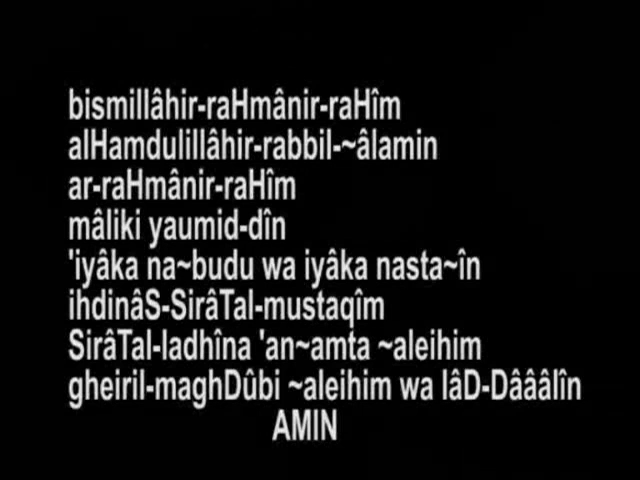 bismillâhir-raHmânir-raHîm
alHamdulillâhir-rabbil-~âlamin
ar-raHmânir-raHîm
mâliki yaumid-dîn
'iyâka na~budu wa iyâka nasta~în
ihdinâS-SirâTal-mustaqîm
SirâTal-ladhîna 'an~amta ~aleihim
gheiril-maghDûbi ~aleihim wa lâD-Dâââlîn
AMIN